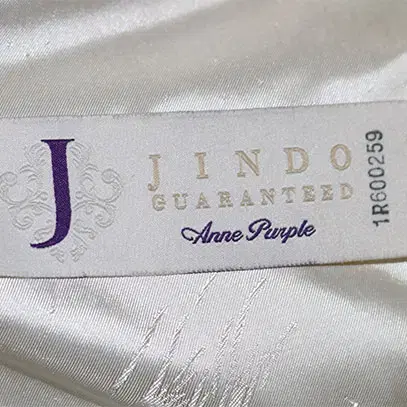 J
JINDO
GUARANTEED
Anne Purple
1R600259